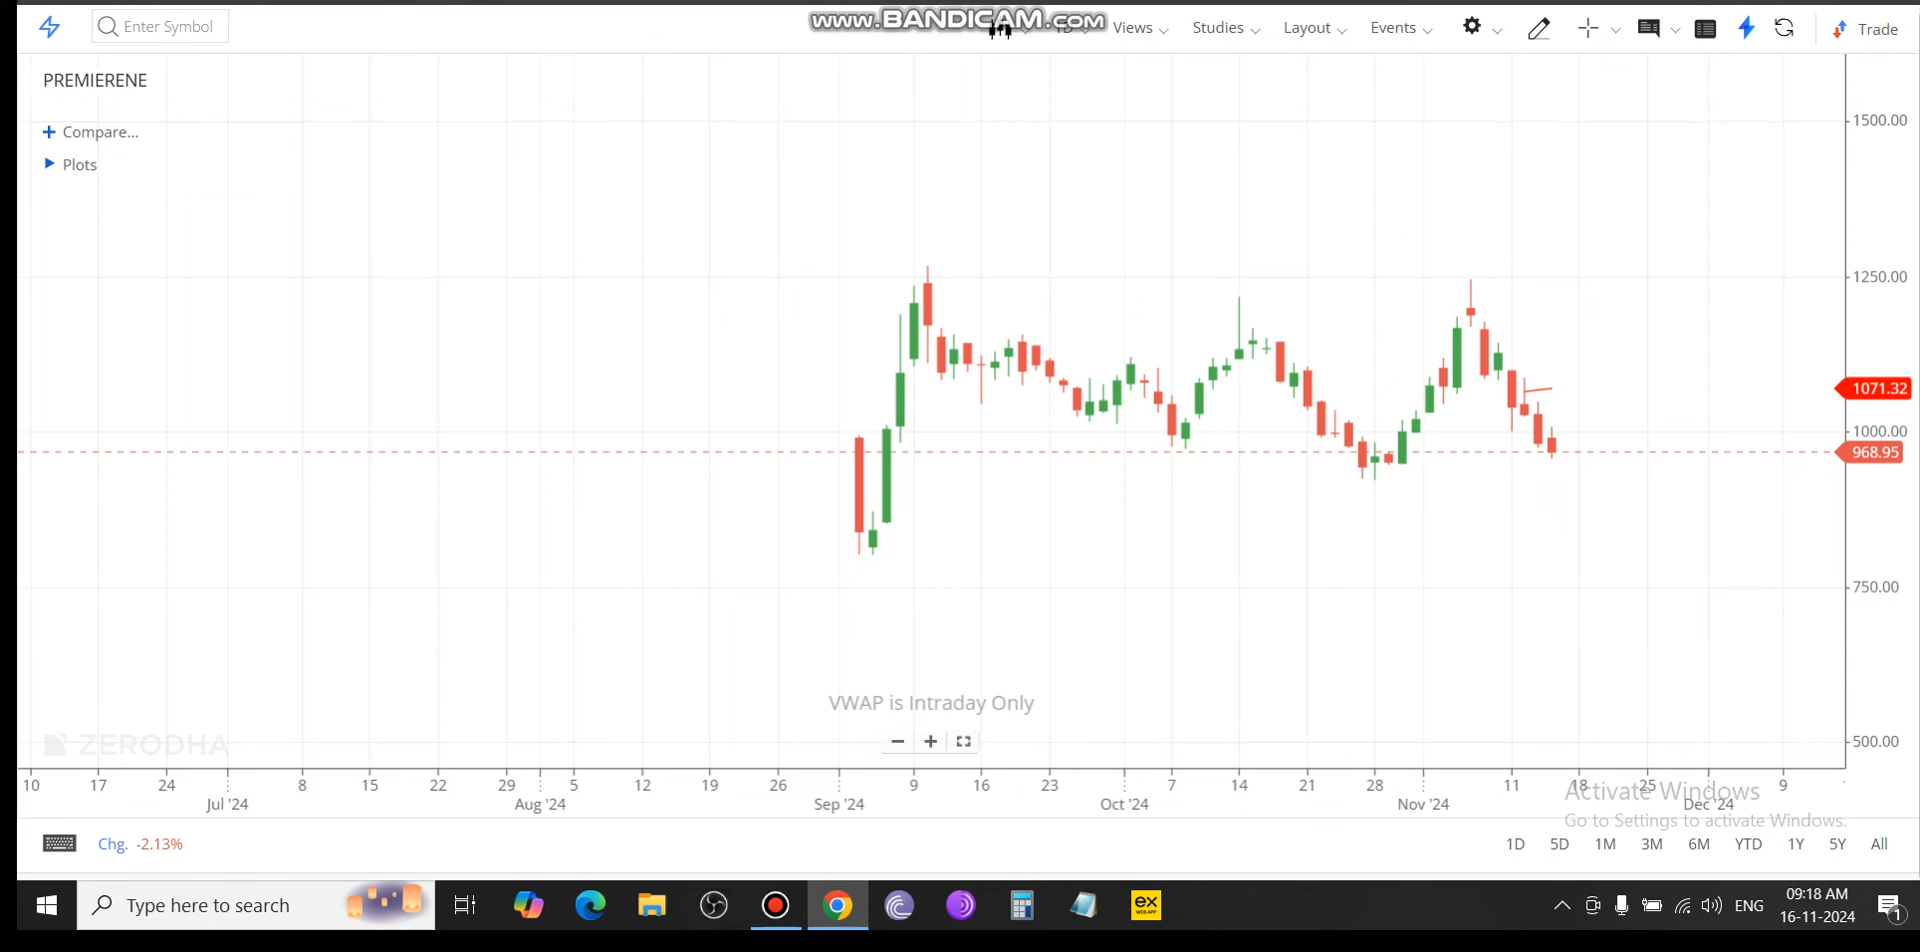 www.BANDICAM.com
Enter Symbol
1D Views Studies Layout Events Trade
PREMIERENE
Compare...
Plots
1500.00
1250.00
1071.32
1000.00
968.95
750.00
500.00
VWAP is Intraday Only
ZERODHA
10 17 24 8 15 22 29 5 12 19 26 9 16 23 7 14 21 28 11 18 25 9
Jul '24 Aug '24 Sep '24 Oct '24 Nov '24 Dec '24
Activate Windows
Go to Settings to activate Windows.
Chg. -2.13%
1D 5D 1M 3M 6M YTD 1Y 5Y All
Type here to search
ex
WEB APP
ENG
09:18 AM
16-11-2024
1